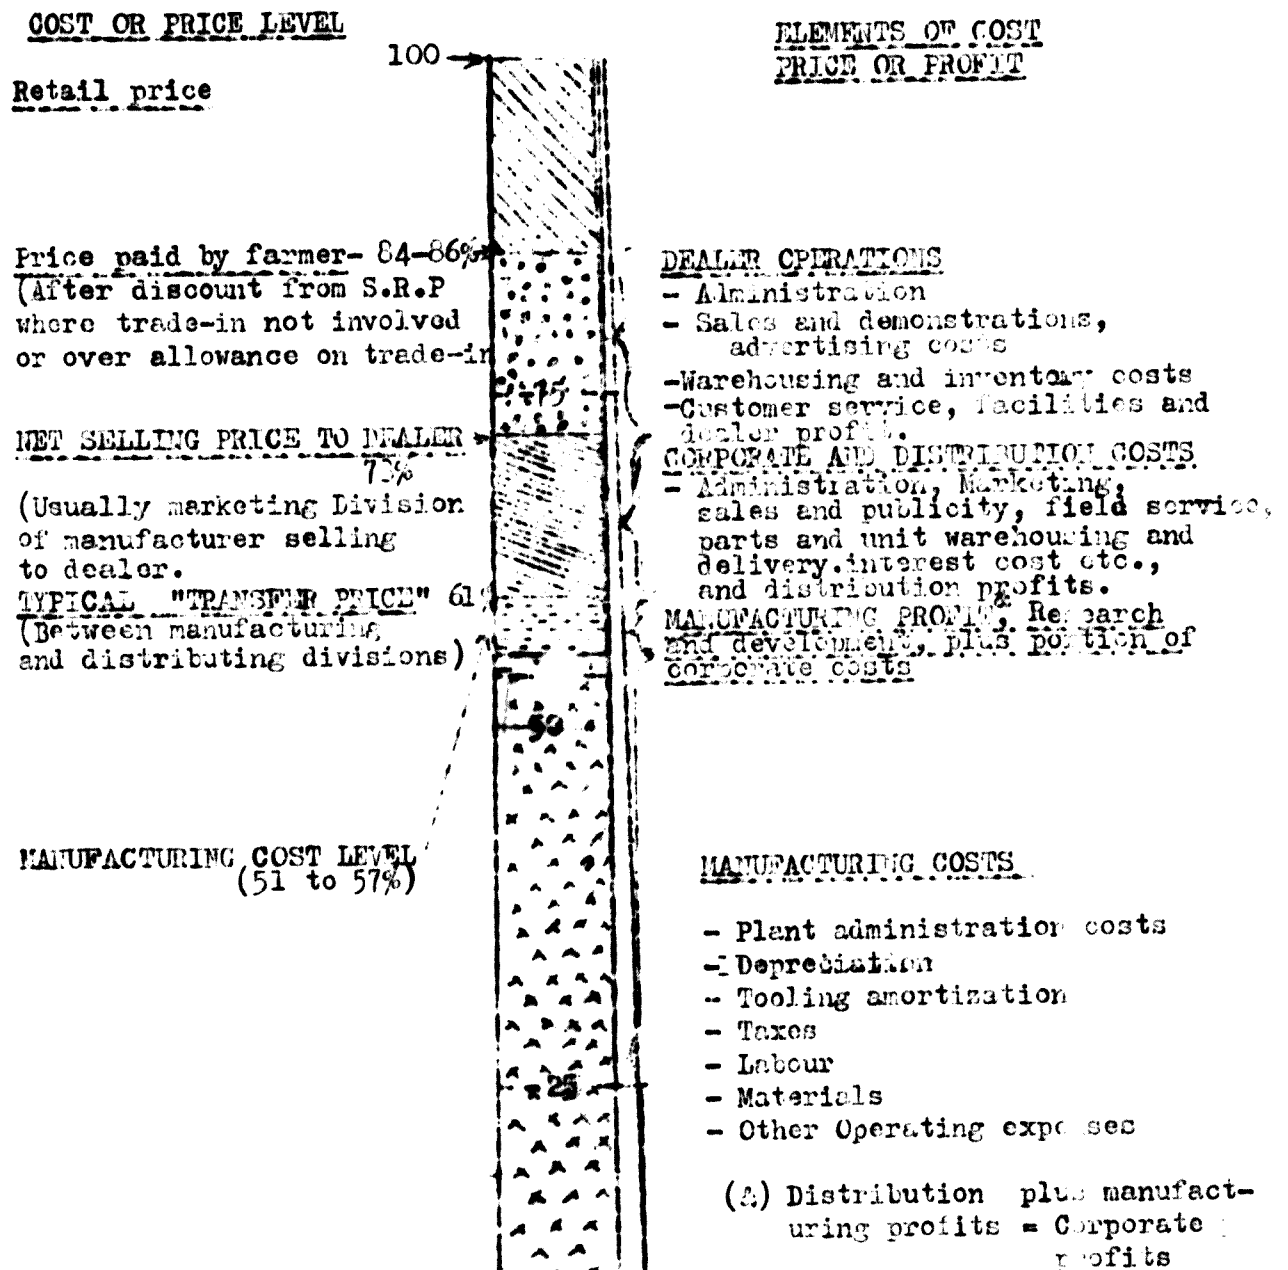 COST OR PRICE LEVEL
Retail price
100
Price paid by farmer- 84-86%
(After discount from S.R.P
where trade-in not involved
or over allowance on trade-in
75
NET SELLING PRICE TO DEALER
(Usually marketing Division
of manufacturer selling
to dealer.
TYPICAL "TRANSFER PRICE" 61%
(Between manufacturing
and distributing divisions)
50
MANUFACTURING COST LEVEL
(51 to 57%)
25
ELEMENTS OF COST
PRICE OR PROFIT
DEALER OPERATIONS
- Administration
- Sales and demonstrations,
advertising costs
-Warehousing and inventory costs
-Customer service, facilities and
dealer profit.
CORPORATE AND DISTRIBUTION COSTS
- Administration, Marketing,
sales and publicity, field service,
parts and unit warehousing and
delivery.interest cost etc.,
and distribution profits.
MANUFACTURING PROFIT, Research
and development, plus portion of
corporate costs
MANUFACTURING COSTS
- Plant administration costs
- Depreciation
- Tooling amortization
- Taxes
- Labour
- Materials
- Other Operating expenses
(A) Distribution plus manufact-
uring profits = Corporate
profits